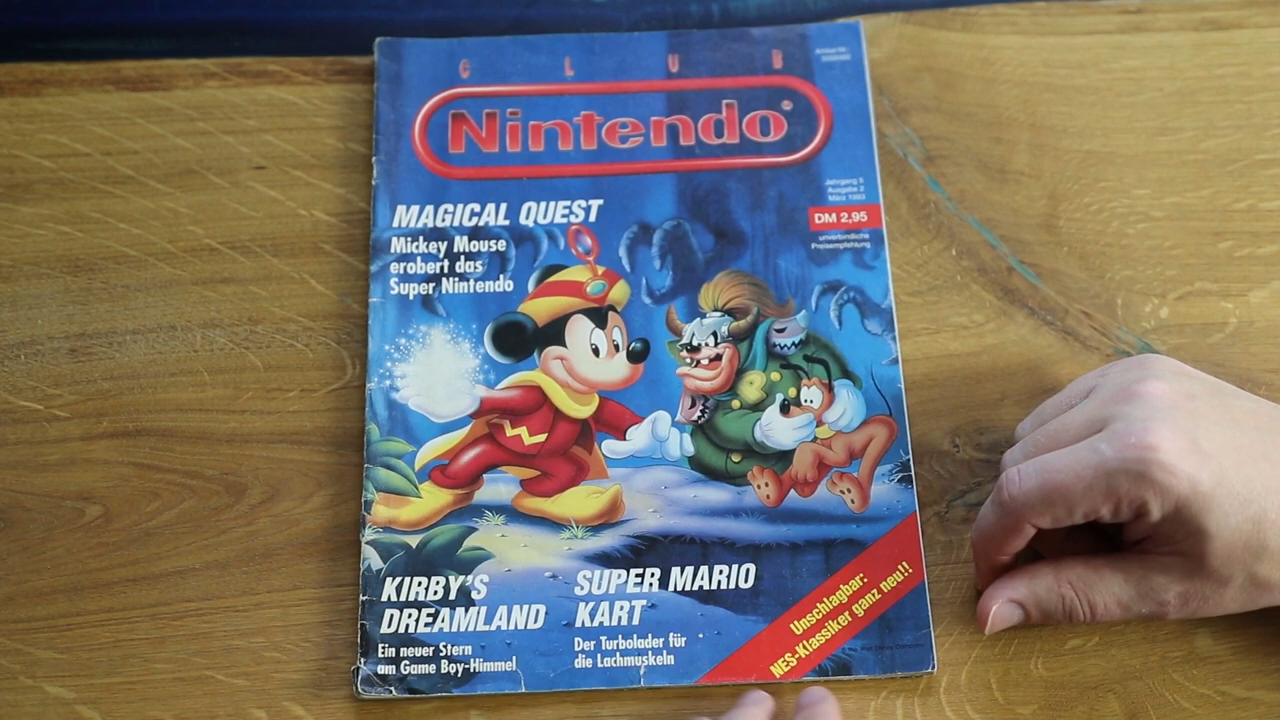 CLUB
Nintendo®
Jahrgang 5
Ausgabe 2
März 1993
DM 2,95
unverbindliche
Preisempfehlung
MAGICAL QUEST
Mickey Mouse
erobert das
Super Nintendo
KIRBY'S
DREAMLAND
Ein neuer Stern
am Game Boy-Himmel
SUPER MARIO
KART
Der Turbolader für
die Lachmuskeln
Unschlagbar:
NES-Klassiker ganz neu!!